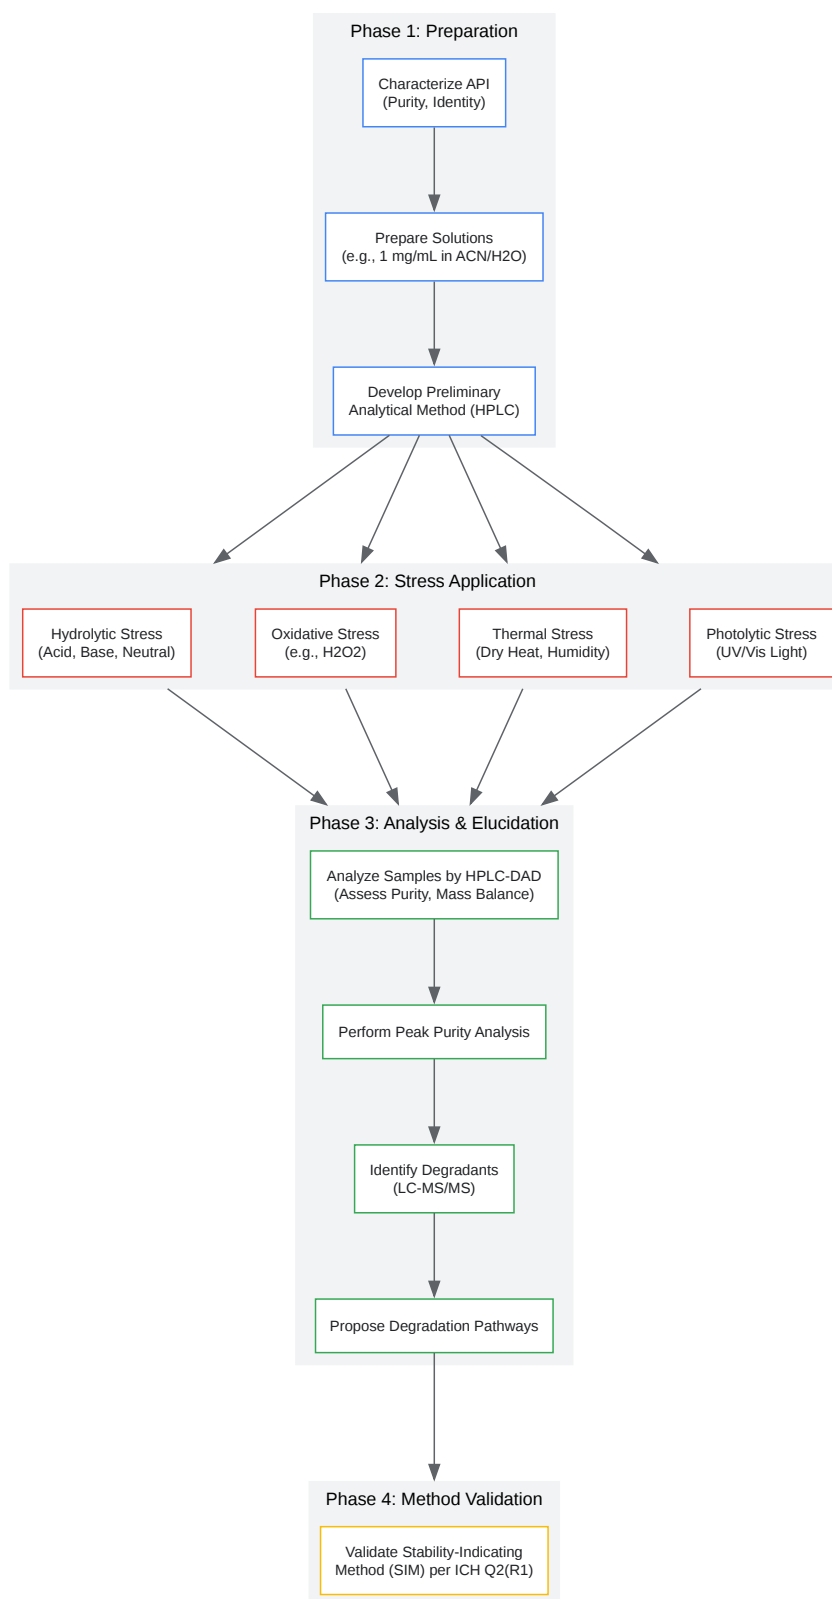 Phase 1: Preparation
Characterize API
(Purity, Identity)
Prepare Solutions
(e.g., 1 mg/mL in ACN/H2O)
Develop Preliminary
Analytical Method (HPLC)
Phase 2: Stress Application
Hydrolytic Stress
(Acid, Base, Neutral)
Oxidative Stress
(e.g., H2O2)
Thermal Stress
(Dry Heat, Humidity)
Photolytic Stress
(UV/Vis Light)
Phase 3: Analysis & Elucidation
Analyze Samples by HPLC-DAD
(Assess Purity, Mass Balance)
Perform Peak Purity Analysis
Identify Degradants
(LC-MS/MS)
Propose Degradation Pathways
Phase 4: Method Validation
Validate Stability-Indicating
Method (SIM) per ICH Q2(R1)